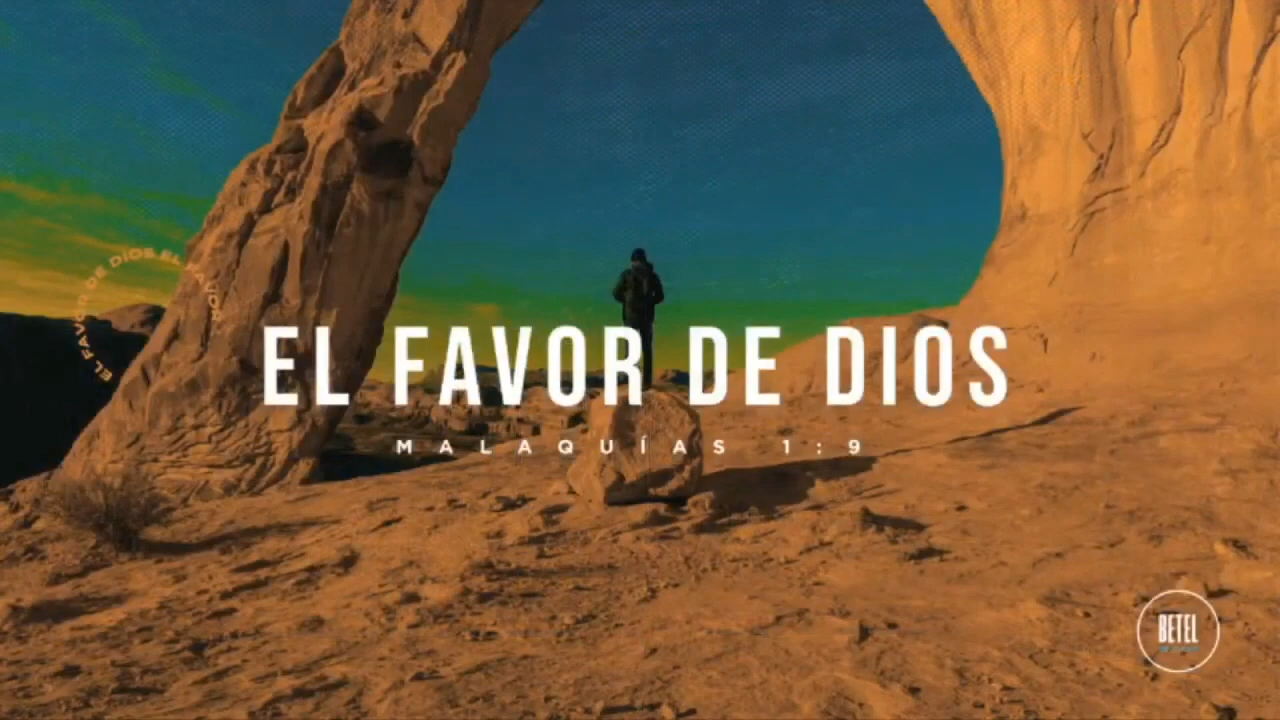 EL FAVOR DE DIOS EL FAVOR
EL FAVOR DE DIOS
MALAQUÍAS 1:9
BETEL